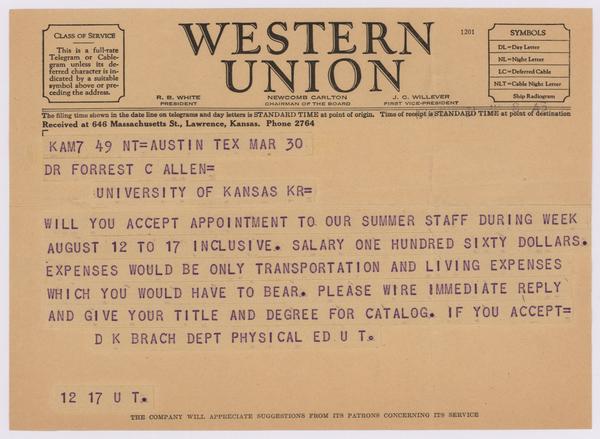 CLASS OF SERVICE
This is a full-rate
Telegram or Cable-
gram unless its de-
ferred character is in-
dicated by a suitable
symbol above or pre-
ceding the address.
WESTERN
UNION
1201
SYMBOLS
DL=Day Letter
NL=Night Letter
LC=Deferred Cable
NLT=Cable Night Letter
Ship Radiogram
R. B. WHITE
PRESIDENT
NEWCOMB CARLTON
CHAIRMAN OF THE BOARD
J. C. WILLEVER
FIRST VICE-PRESIDENT
The filing time shown in the date line on telegrams and day letters is STANDARD TIME at point of origin. Time of receipt is STANDARD TIME at point of destination
Received at 646 Massachusetts St., Lawrence, Kansas. Phone 2764
KAM7 49 NT=AUSTIN TEX MAR 30
DR FORREST C ALLEN=
UNIVERSITY OF KANSAS KR=
WILL YOU ACCEPT APPOINTMENT TO OUR SUMMER STAFF DURING WEEK
AUGUST 12 TO 17 INCLUSIVE. SALARY ONE HUNDRED SIXTY DOLLARS.
EXPENSES WOULD BE ONLY TRANSPORTATION AND LIVING EXPENSES
WHICH YOU WOULD HAVE TO BEAR. PLEASE WIRE IMMEDIATE REPLY
AND GIVE YOUR TITLE AND DEGREE FOR CATALOG. IF YOU ACCEPT=
D K BRACH DEPT PHYSICAL ED U T.
12 17 U T.
THE COMPANY WILL APPRECIATE SUGGESTIONS FROM ITS PATRONS CONCERNING ITS SERVICE